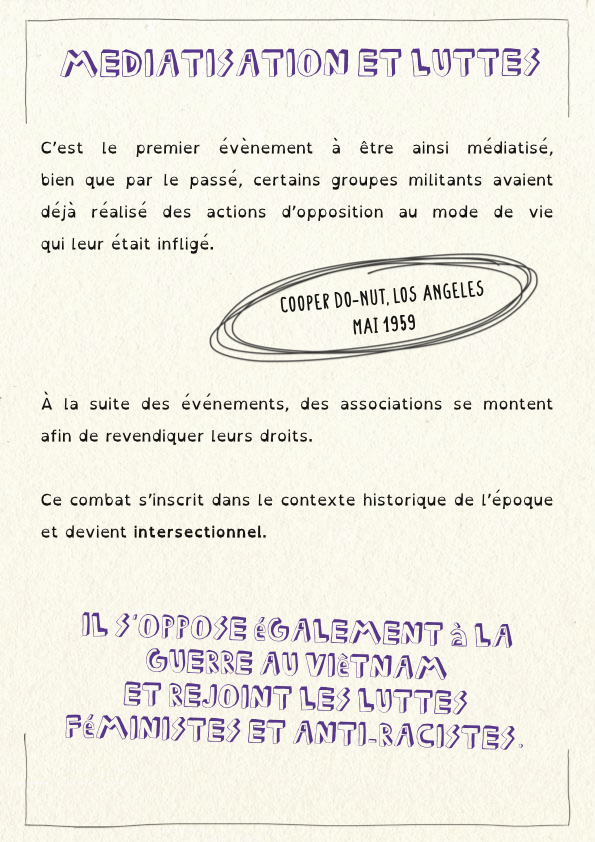 MEDIATISATION ET LUTTES
C'est le premier évènement à être ainsi médiatisé,
bien que par le passé, certains groupes militants avaient
déjà réalisé des actions d'opposition au mode de vie
qui leur était infligé.
COOPER DO-NUT, LOS ANGELES
MAI 1959
À la suite des événements, des associations se montent
afin de revendiquer leurs droits.
Ce combat s'inscrit dans le contexte historique de l'époque
et devient intersectionnel.
IL S'OPPOSE éGALEMENT à LA
GUERRE AU VIêTNAM
ET REJOINT LES LUTTES
FéMINISTES ET ANTI-RACISTES.